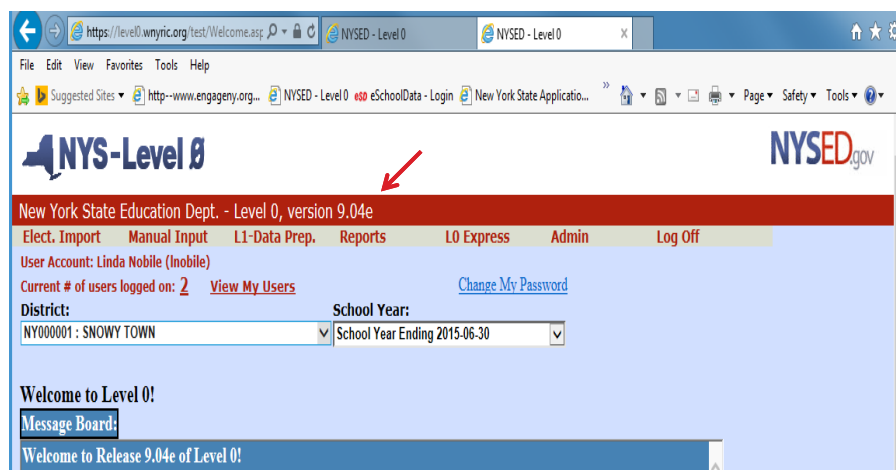 https://level0.wnyric.org/test/Welcome.asp NYSED - Level 0 NYSED - Level 0 x
File Edit View Favorites Tools Help
Suggested Sites http--www.engageny.org... NYSED - Level 0 esp eSchoolData - Login New York State Applicatio... » Page Safety Tools
NYS-Level 0 NYSED.gov
New York State Education Dept. - Level 0, version 9.04e
Elect. Import Manual Input L1-Data Prep. Reports L0 Express Admin Log Off
User Account: Linda Nobile (lnobile)
Current # of users logged on: 2 View My Users Change My Password
District: School Year:
NY000001 : SNOWY TOWN School Year Ending 2015-06-30
Welcome to Level 0!
Message Board:
Welcome to Release 9.04e of Level 0!